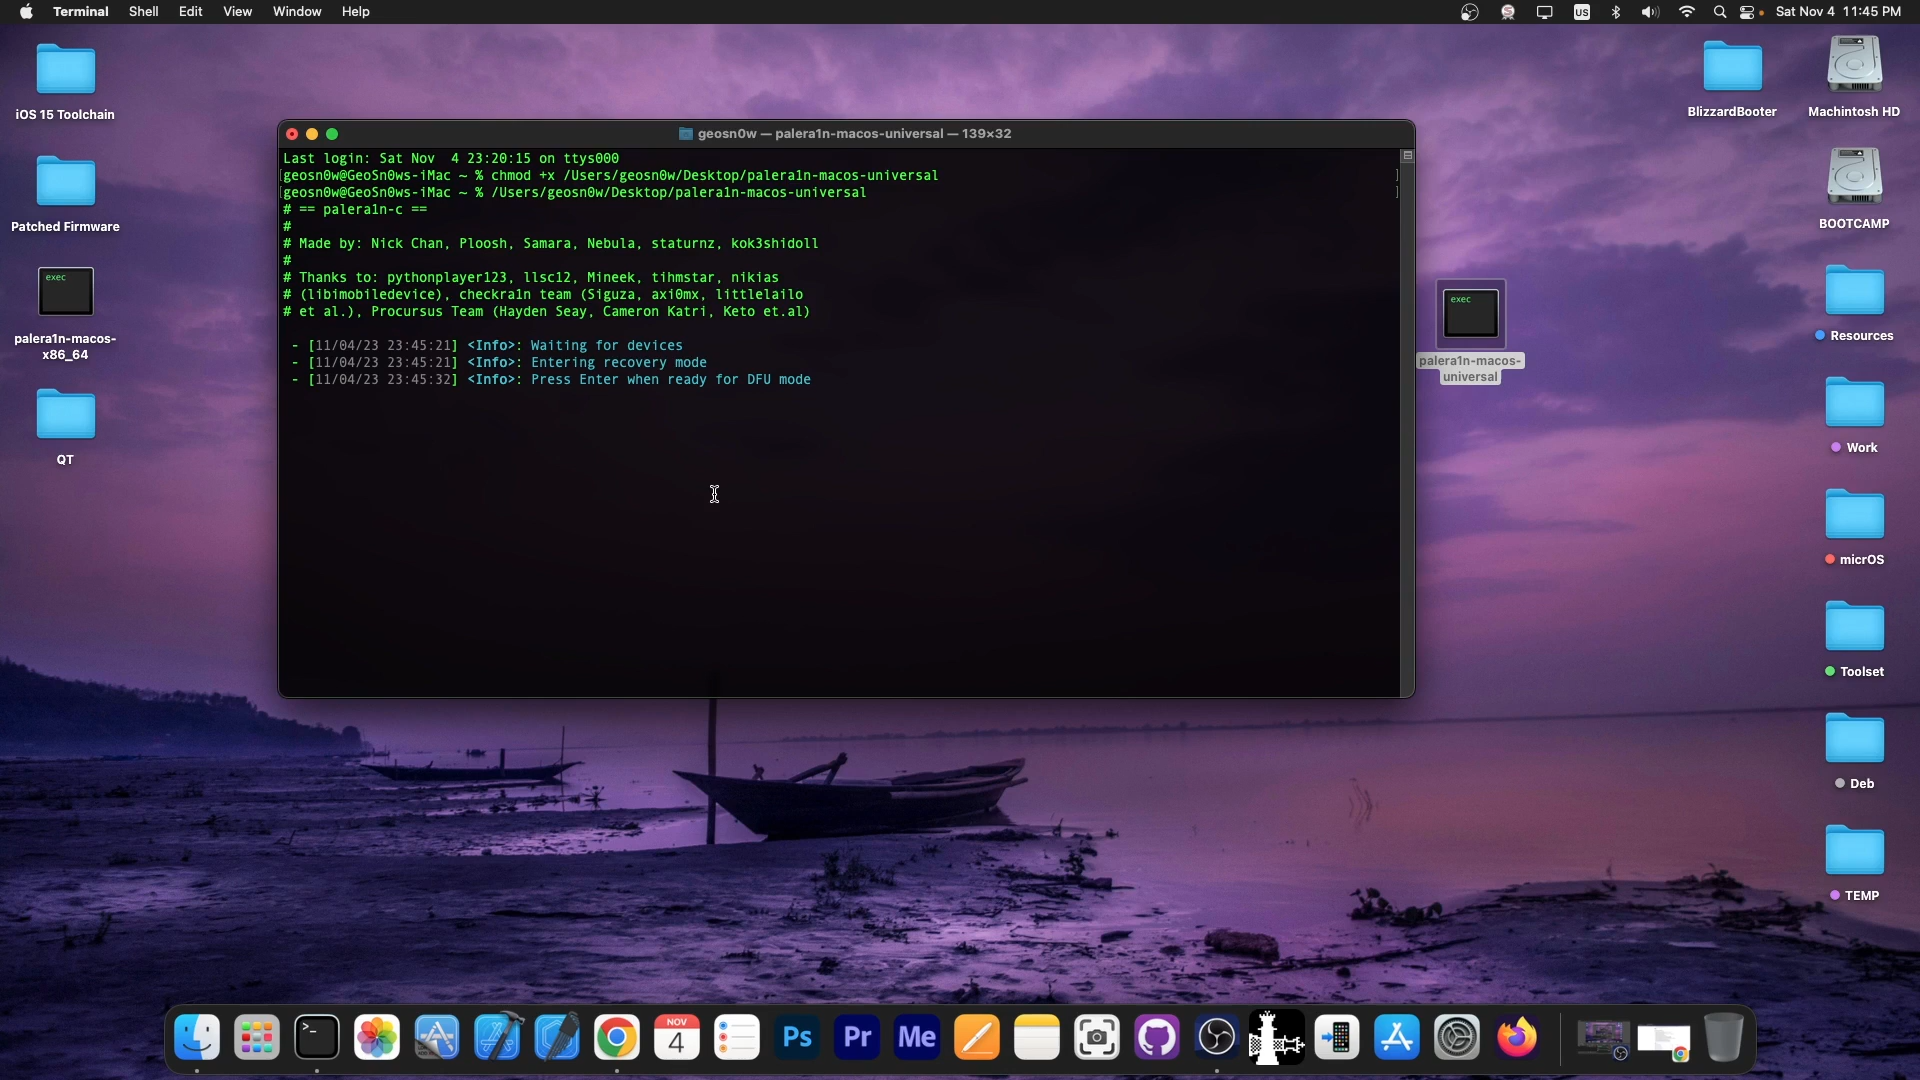 Terminal Shell Edit View Window Help
US
Sat Nov 4 11:45 PM
iOS 15 Toolchain
Patched Firmware
exec
palera1n-macos-
x86_64
QT
geosn0w — palera1n-macos-universal — 139×32
Last login: Sat Nov  4 23:20:15 on ttys000
[geosn0w@GeoSn0ws-iMac ~ % chmod +x /Users/geosn0w/Desktop/palera1n-macos-universal ]
[geosn0w@GeoSn0ws-iMac ~ % /Users/geosn0w/Desktop/palera1n-macos-universal ]
# == palera1n-c ==
#
# Made by: Nick Chan, Ploosh, Samara, Nebula, staturnz, kok3shidoll
#
# Thanks to: pythonplayer123, llsc12, Mineek, tihmstar, nikias
# (libimobiledevice), checkra1n team (Siguza, axi0mx, littlelailo
# et al.), Procursus Team (Hayden Seay, Cameron Katri, Keto et.al)
- [11/04/23 23:45:21] <Info>: Waiting for devices
- [11/04/23 23:45:21] <Info>: Entering recovery mode
- [11/04/23 23:45:32] <Info>: Press Enter when ready for DFU mode
exec
palera1n-macos-
universal
BlizzardBooter
Machintosh HD
BOOTCAMP
Resources
Work
micrOS
Toolset
Deb
TEMP
>_
NOV
4
Ps
Pr
Me